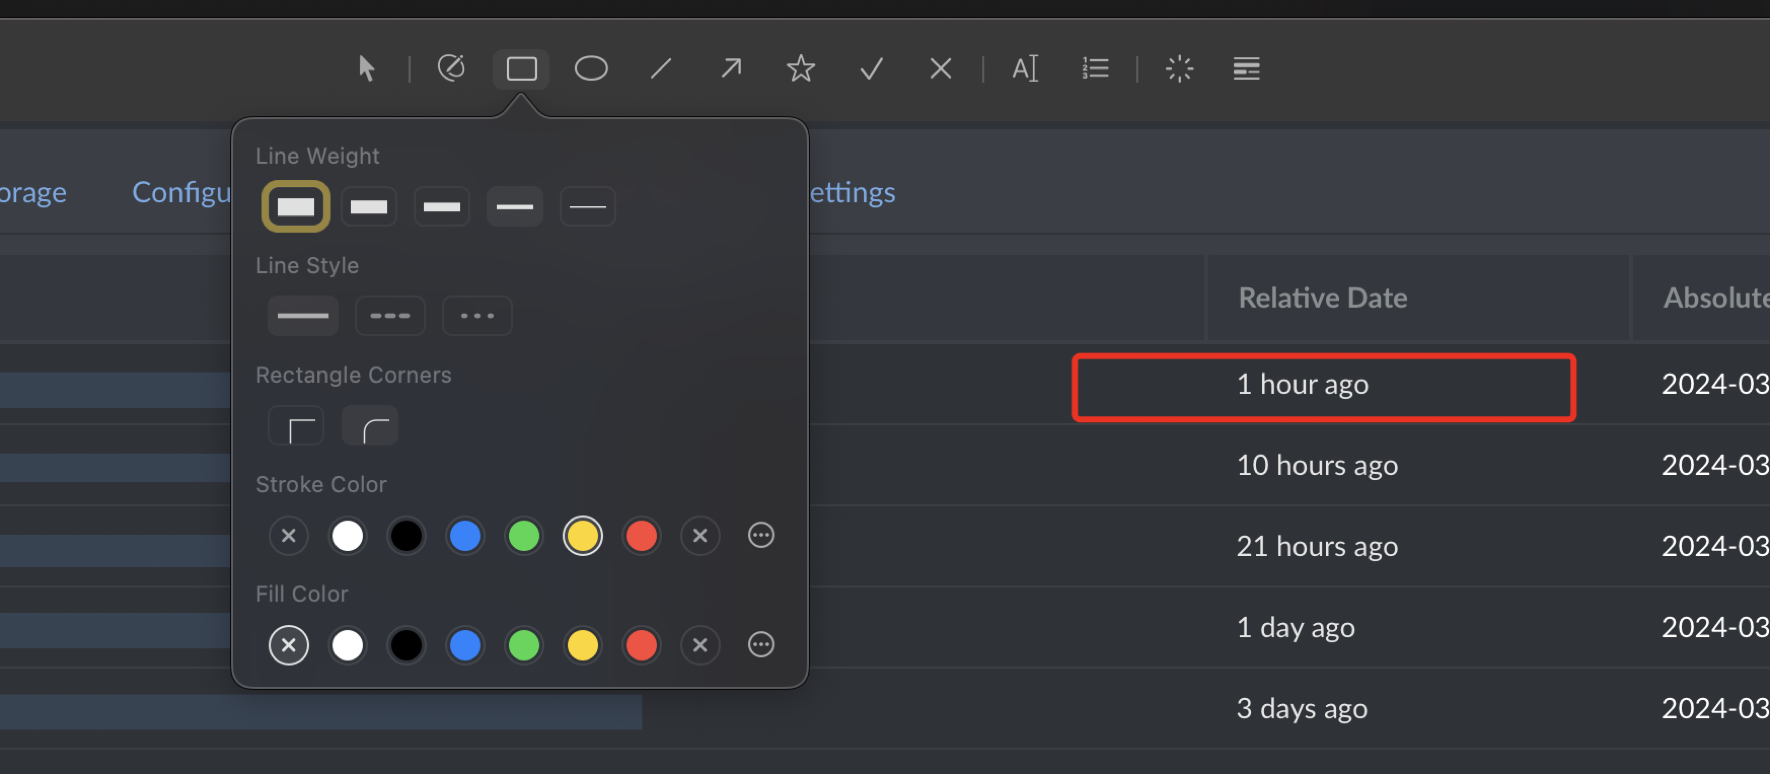 Line Weight
orage
Configu
ettings
Line Style
Relative Date
Absolute
Rectangle Corners
1 hour ago
2024-03
10 hours ago
2024-03
Stroke Color
21 hours ago
2024-03
Fill Color
1 day ago
2024-03
3 days ago
2024-03